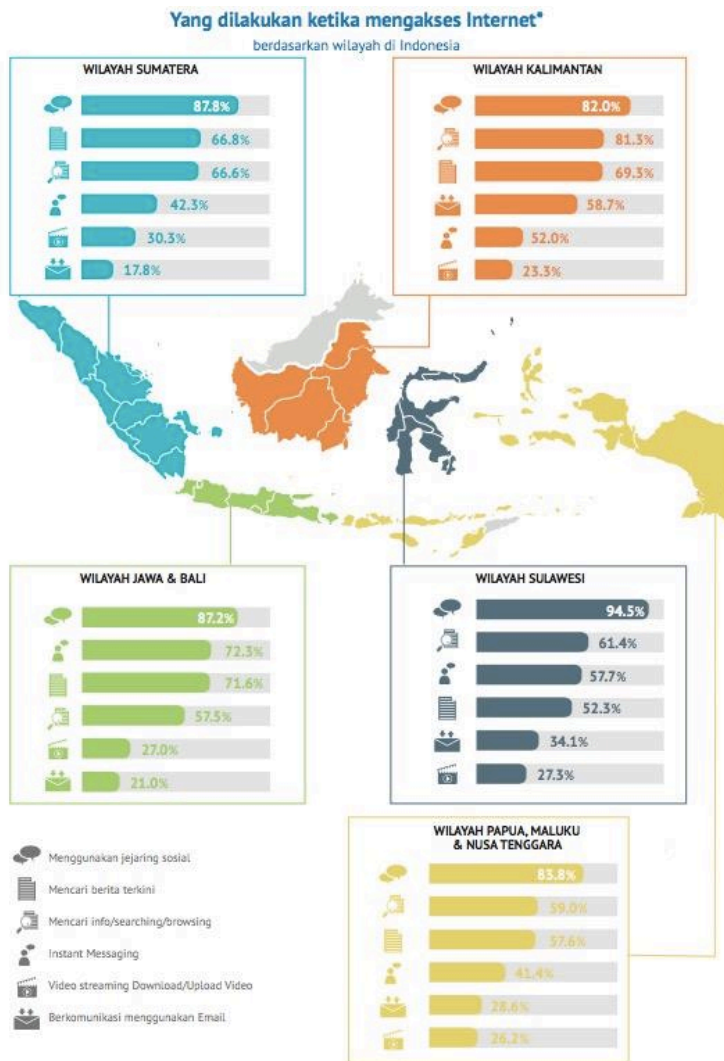 Yang dilakukan ketika mengakses Internet*
berdasarkan wilayah di Indonesia
WILAYAH SUMATERA
87.8%
66.8%
66.6%
42.3%
30.3%
17.8%
WILAYAH KALIMANTAN
82.0%
81.3%
69.3%
58.7%
52.0%
23.3%
WILAYAH JAWA & BALI
87.2%
72.3%
71.6%
57.5%
27.0%
21.0%
WILAYAH SULAWESI
94.5%
61.4%
57.7%
52.3%
34.1%
27.3%
WILAYAH PAPUA, MALUKU
& NUSA TENGGARA
83.8%
59.0%
57.6%
41.4%
28.6%
26.2%
Menggunakan jejaring sosial
Mencari berita terkini
Mencari info/searching/browsing
Instant Messaging
Video streaming Download/Upload Video
Berkomunikasi menggunakan Email